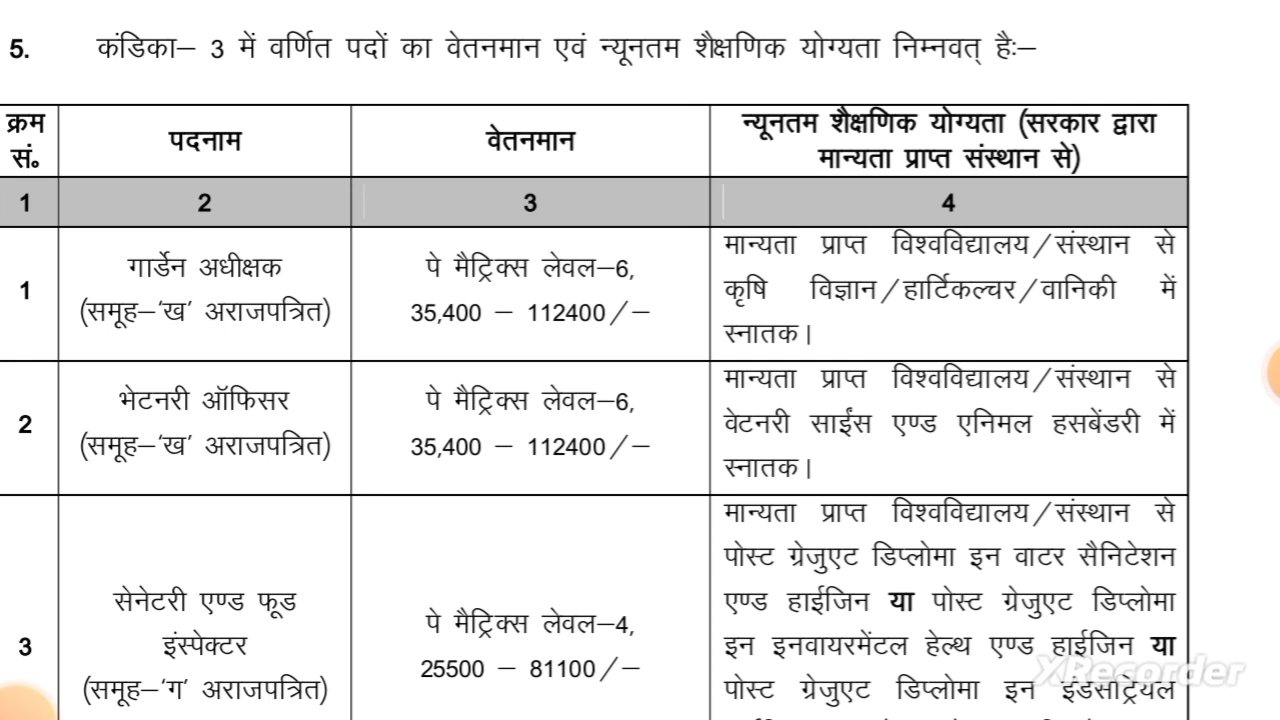 5. कंडिका– 3 में वर्णित पदों का वेतनमान एवं न्यूनतम शैक्षणिक योग्यता निम्नवत् हैः–
क्रम सं० पदनाम वेतनमान न्यूनतम शैक्षणिक योग्यता (सरकार द्वारा
मान्यता प्राप्त संस्थान से)
1 2 3 4
1
गार्डेन अधीक्षक
(समूह–‘ख’ अराजपत्रित)
पे मैट्रिक्स लेवल–6,
35,400 – 112400/–
मान्यता प्राप्त विश्वविद्यालय/संस्थान से
कृषि विज्ञान/हार्टिकल्चर/वानिकी में
स्नातक।
2
भेटनरी ऑफिसर
(समूह–‘ख’ अराजपत्रित)
पे मैट्रिक्स लेवल–6,
35,400 – 112400/–
मान्यता प्राप्त विश्वविद्यालय/संस्थान से
वेटनरी साईंस एण्ड एनिमल हसबेंडरी में
स्नातक।
3
सेनेटरी एण्ड फूड
इंस्पेक्टर
(समूह–‘ग’ अराजपत्रित)
पे मैट्रिक्स लेवल–4,
25500 – 81100/–
मान्यता प्राप्त विश्वविद्यालय/संस्थान से
पोस्ट ग्रेजुएट डिप्लोमा इन वाटर सैनिटेशन
एण्ड हाईजिन या पोस्ट ग्रेजुएट डिप्लोमा
इन इनवायरमेंटल हेल्थ एण्ड हाईजिन या
पोस्ट ग्रेजुएट डिप्लोमा इन इंडसट्रियल
XRecorder